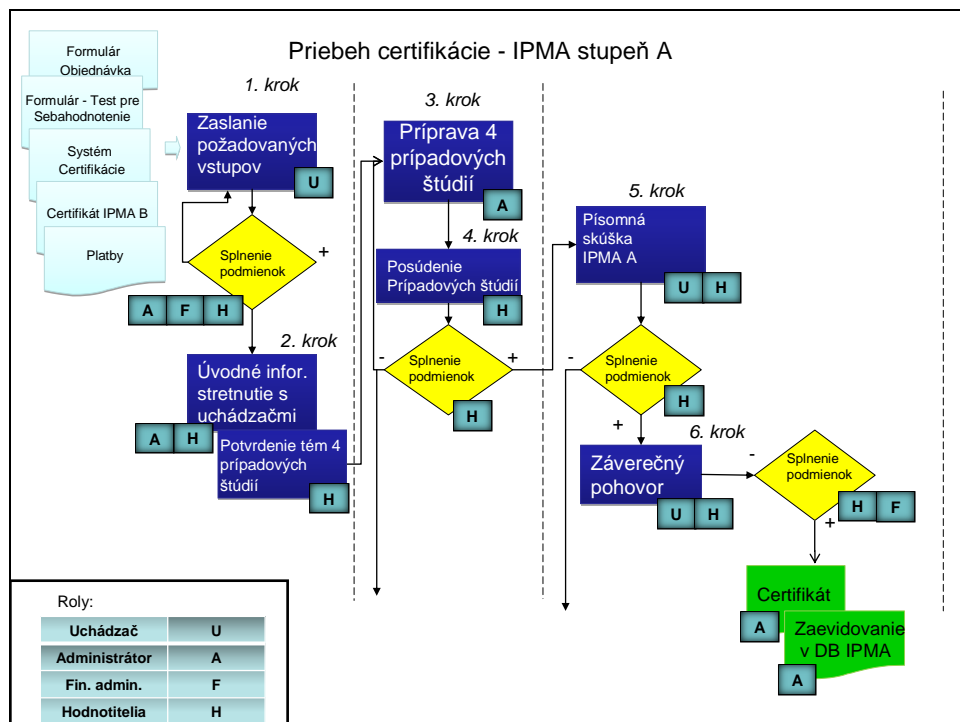 Priebeh certifikácie - IPMA stupeň A
Formulár
Objednávka
Formulár - Test pre
Sebahodnotenie
Systém
Certifikácie
Certifikát IPMA B
Platby
1. krok
Zaslanie
požadovaných
vstupov
U
Splnenie
podmienok
+
A F H
2. krok
Úvodné infor.
stretnutie s
uchádzačmi
A H
Potvrdenie tém 4
prípadových
štúdií
H
3. krok
Príprava 4
prípadových
štúdií
A
4. krok
Posúdenie
Prípadových štúdií
H
- +
Splnenie
podmienok
H
5. krok
Písomná
skúška
IPMA A
U H
-
Splnenie
podmienok
H
+
6. krok
Záverečný
pohovor
U H
-
Splnenie
podmienok
H F
+
Certifikát
A
Zaevidovanie
v DB IPMA
A
Roly:
Uchádzač U
Administrátor A
Fin. admin. F
Hodnotitelia H